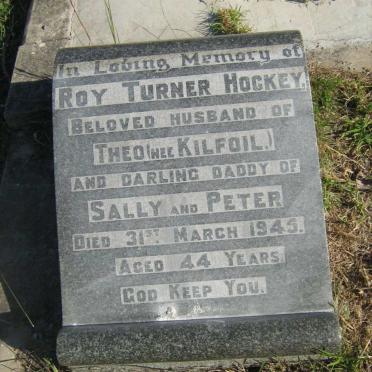 In Loving Memory of
Roy Turner Hockey,
Beloved husband of
Theo (nee Kilfoil)
and darling daddy of
Sally and Peter
Died 31st March 1945.
Aged 44 Years.
God Keep You.